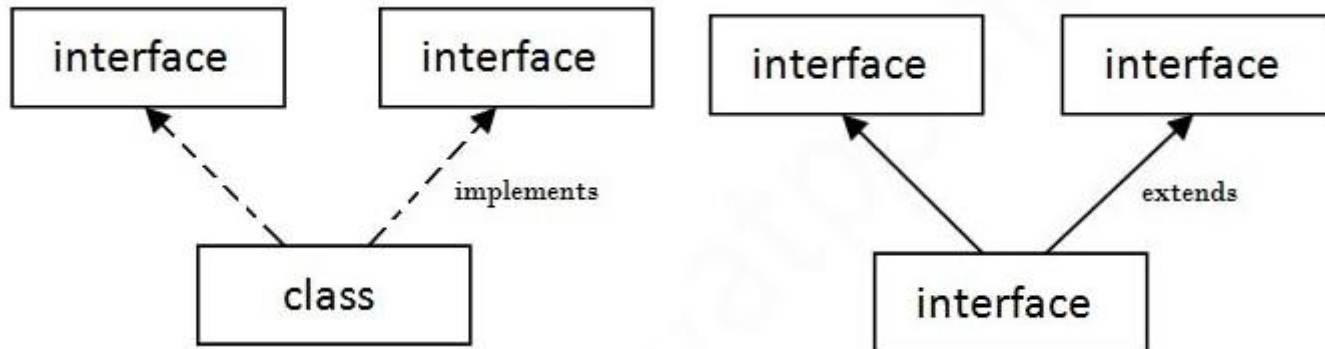 interface
interface
implements
class
interface
interface
extends
interface